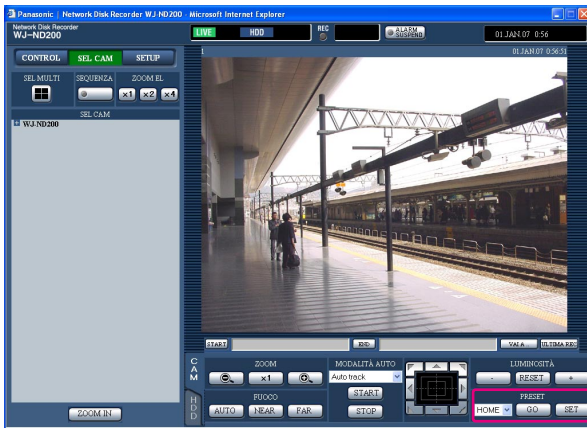 Panasonic | Network Disk Recorder WJ-ND200 - Microsoft Internet Explorer
Network Disk Recorder
WJ-ND200
LIVE HDD REC ALARM SUSPEND 01.JAN.07 0:56
CONTROL SEL CAM SETUP
1 01.JAN.07 0:56:51
SEL MULTI SEQUENZA ZOOM EL
x1 x2 x4
SEL CAM
WJ-ND200
START END VAI A... ULTIMA REG
CAM
ZOOM MODALITÀ AUTO LUMINOSITÀ
x1 Auto track - RESET +
HDD
FUOCO START PRESET
AUTO NEAR FAR STOP HOME GO SET
ZOOM IN